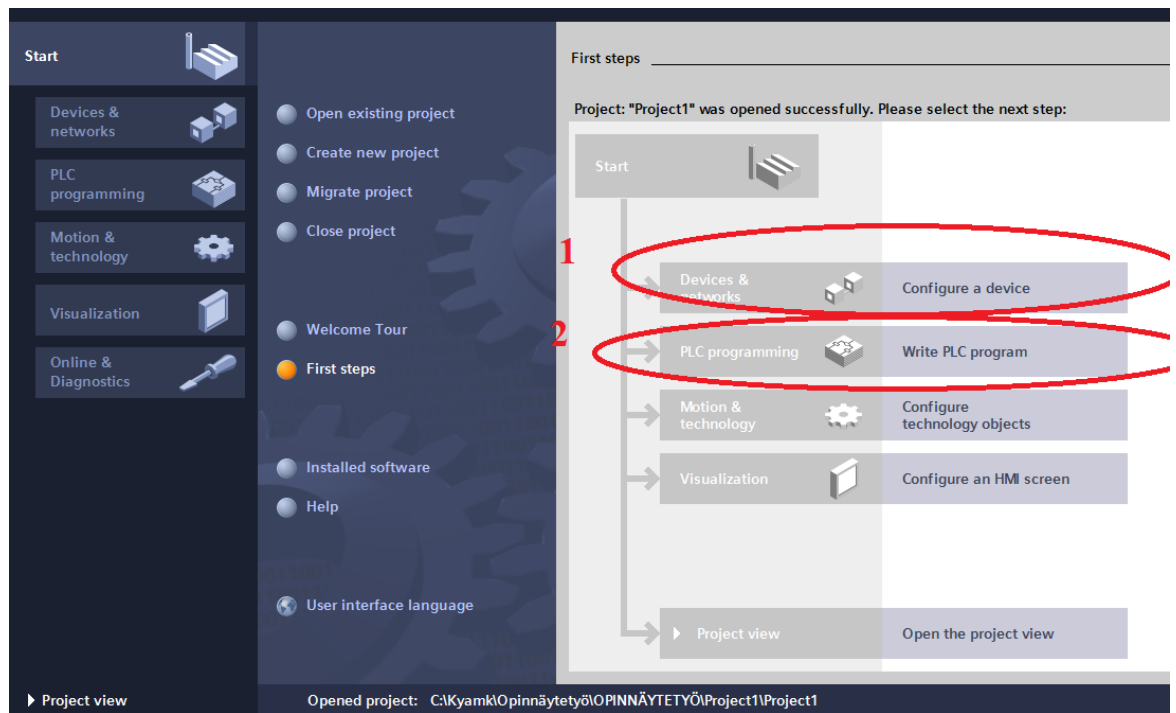 Start
Devices &
networks
PLC
programming
Motion &
technology
Visualization
Online &
Diagnostics
Project view
Open existing project
Create new project
Migrate project
Close project
Welcome Tour
First steps
Installed software
Help
User interface language
First steps
Project: "Project1" was opened successfully. Please select the next step:
Start
1
Devices &
networks
Configure a device
2
PLC programming
Write PLC program
Motion &
technology
Configure
technology objects
Visualization
Configure an HMI screen
Project view
Open the project view
Opened project: C:\Kyamk\Opinnäytetyö\OPINNÄYTETYÖ\Project1\Project1